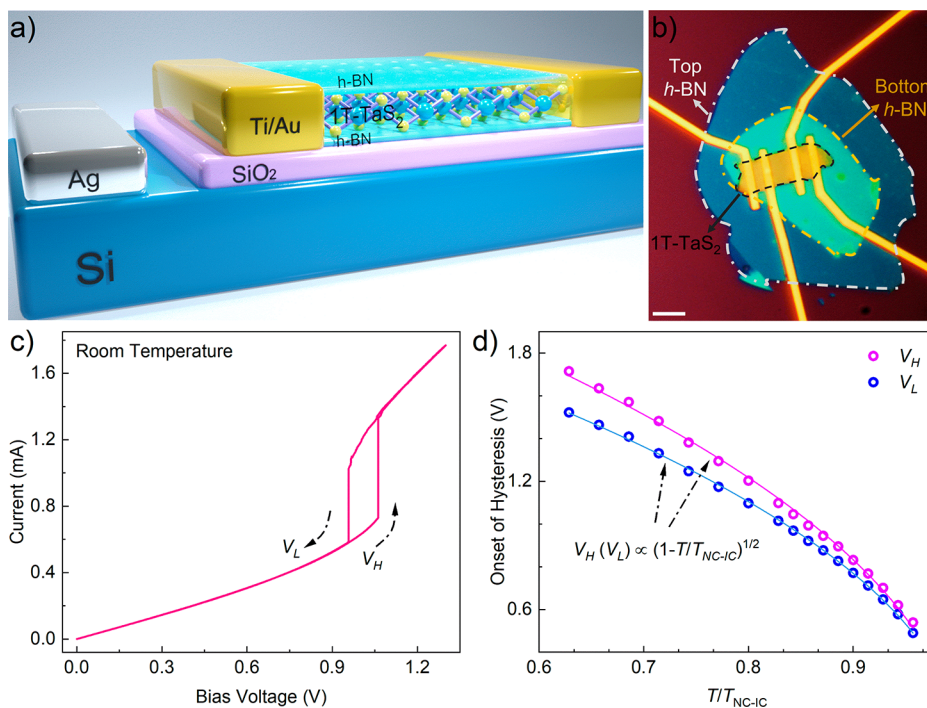 a)
h-BN
1T-TaS2
h-BN
Ti/Au
SiO2
Ag
Si
b)
Top
h-BN
Bottom
h-BN
1T-TaS2
c)
Room Temperature
Current (mA)
1.6
1.2
0.8
0.4
0.0
VL
VH
0.0 0.3 0.6 0.9 1.2
Bias Voltage (V)
d)
Onset of Hysteresis (V)
1.8
1.2
0.6
VH
VL
VH (VL) ∝ (1-T/TNC-IC)1/2
0.6 0.7 0.8 0.9
T/TNC-IC